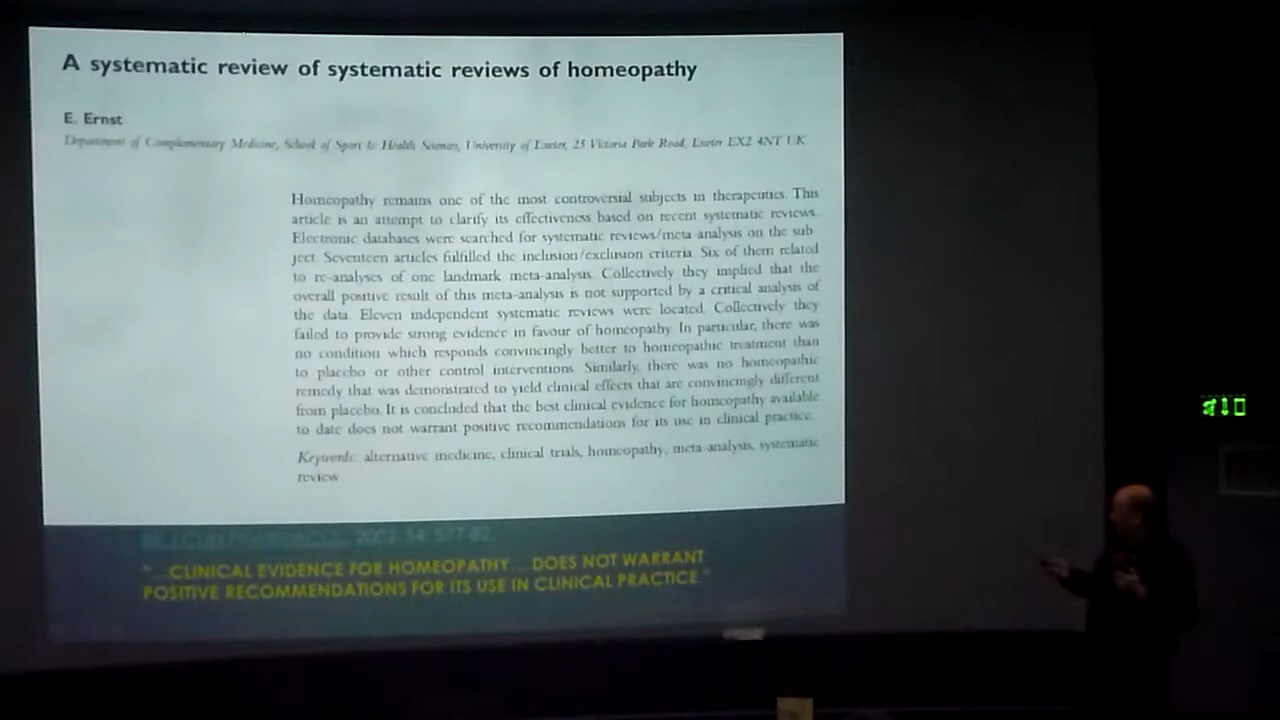 A systematic review of systematic reviews of homeopathy
E. Ernst
Department of Complementary Medicine, School of Sport & Health Sciences, University of Exeter, 25 Victoria Park Road, Exeter EX2 4NT UK
Homeopathy remains one of the most controversial subjects in therapeutics. This
article is an attempt to clarify its effectiveness based on recent systematic reviews.
Electronic databases were searched for systematic reviews/meta-analysis on the sub-
ject. Seventeen articles fulfilled the inclusion/exclusion criteria. Six of them related
to re-analyses of one landmark meta-analysis. Collectively they implied that the
overall positive result of this meta-analysis is not supported by a critical analysis of
the data. Eleven independent systematic reviews were located. Collectively they
failed to provide strong evidence in favour of homeopathy. In particular, there was
no condition which responds convincingly better to homeopathic treatment than
to placebo or other control interventions. Similarly, there was no homeopathic
remedy that was demonstrated to yield clinical effects that are convincingly different
from placebo. It is concluded that the best clinical evidence for homeopathy available
to date does not warrant positive recommendations for its use in clinical practice.
Keywords: alternative medicine, clinical trials, homeopathy, meta-analysis, systematic
review
BR J CLIN PHARMACOL, 2002; 54: 577-82
"...CLINICAL EVIDENCE FOR HOMEOPATHY... DOES NOT WARRANT
POSITIVE RECOMMENDATIONS FOR ITS USE IN CLINICAL PRACTICE."